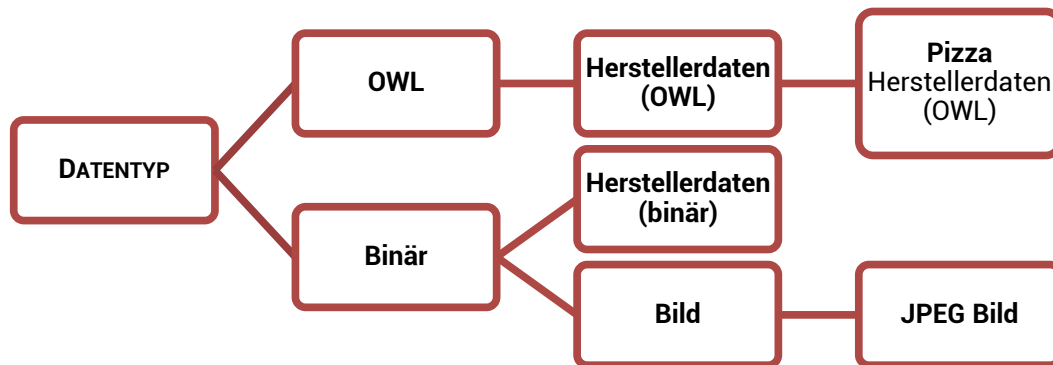 DATENTYP
OWL
Herstellerdaten
(OWL)
Pizza
Herstellerdaten
(OWL)
Binär
Herstellerdaten
(binär)
Bild
JPEG Bild